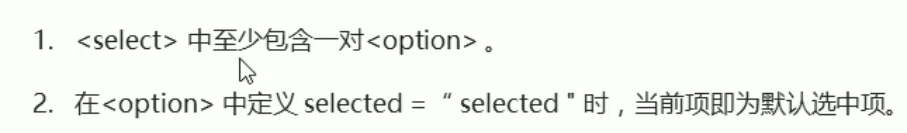 1. <select> 中至少包含一对<option> 。
2. 在<option> 中定义 selected = “ selected " 时，当前项即为默认选中项。